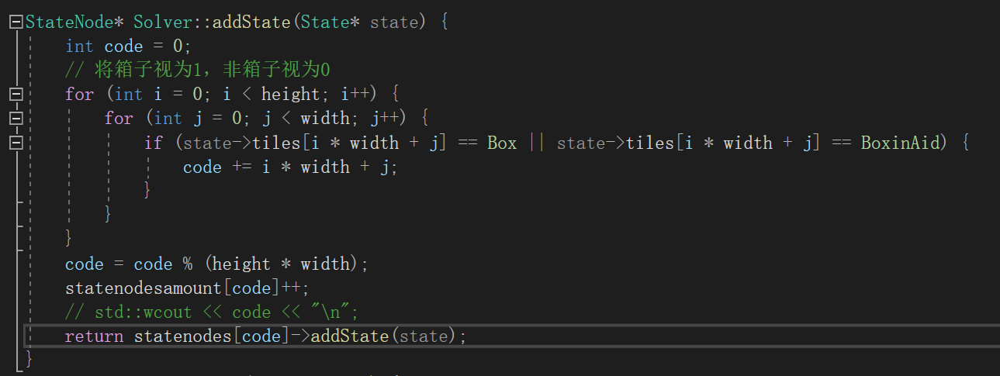 StateNode* Solver::addState(State* state) {
    int code = 0;
    // 将箱子视为1，非箱子视为0
    for (int i = 0; i < height; i++) {
        for (int j = 0; j < width; j++) {
            if (state->tiles[i * width + j] == Box || state->tiles[i * width + j] == BoxinAid) {
                code += i * width + j;
            }
        }
    }
    code = code % (height * width);
    statenodesamount[code]++;
    // std::wcout << code << "\n";
    return statenodes[code]->addState(state);
}